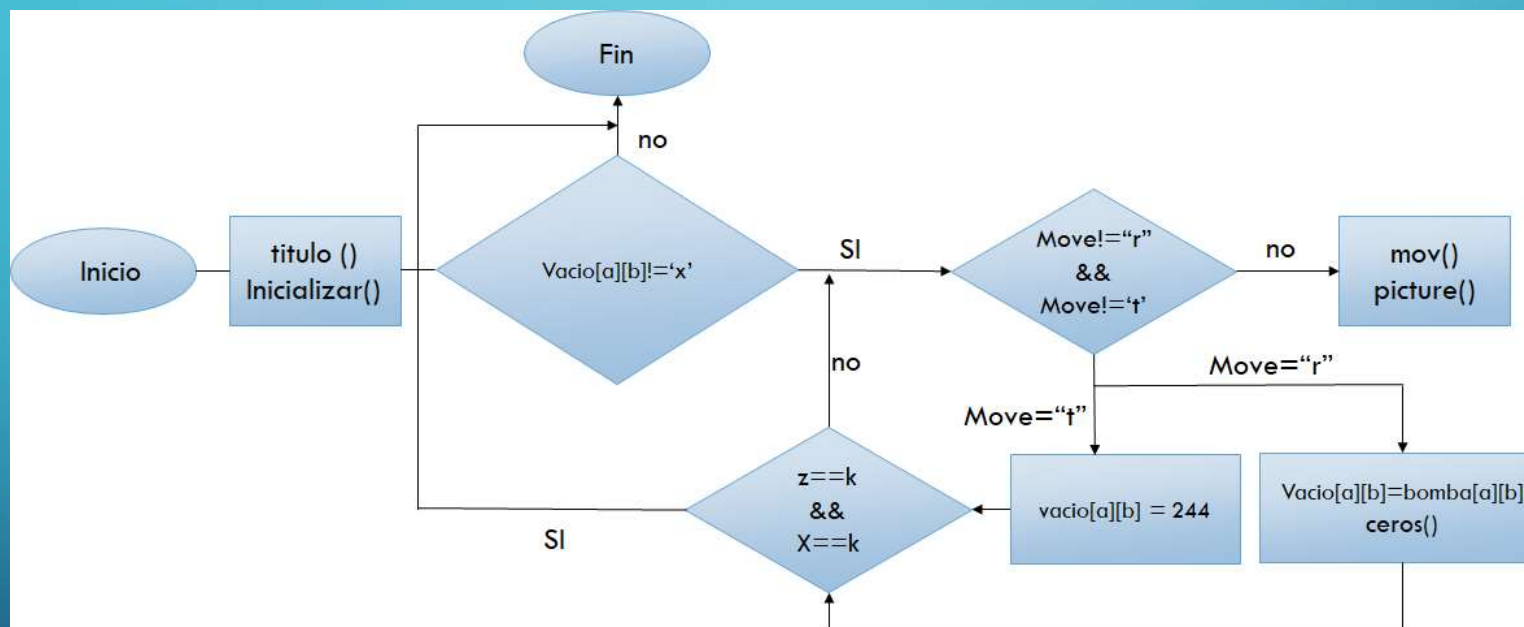 Fin
no
Inicio
titulo ()
Inicializar()
Vacio[a][b]!=‘x’
SI
Move!=“r”
&&
Move!=‘t’
no
mov()
picture()
no
Move=“r”
Move=“t”
z==k
&&
X==k
vacio[a][b] = 244
Vacio[a][b]=bomba[a][b]
ceros()
SI